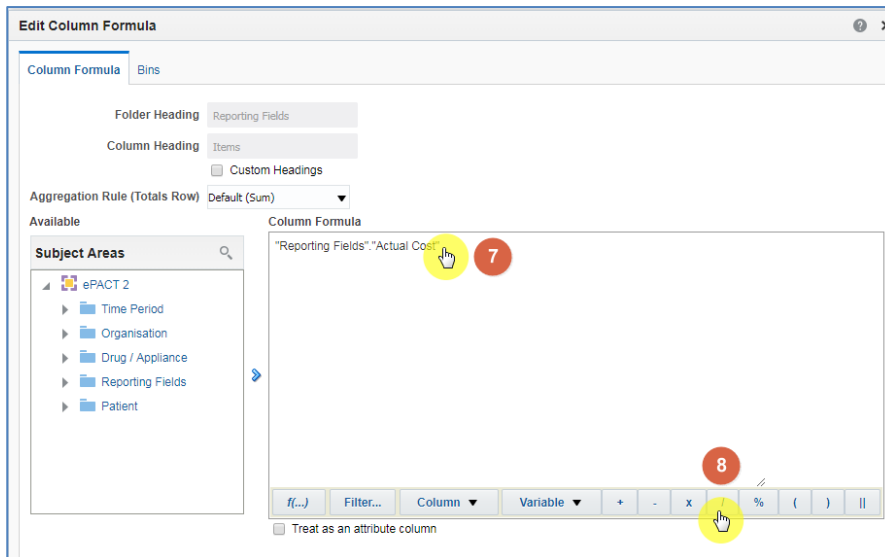 Edit Column Formula
Column Formula Bins
Folder Heading Reporting Fields
Column Heading Items
Custom Headings
Aggregation Rule (Totals Row) Default (Sum)
Available Column Formula
Subject Areas
"Reporting Fields"."Actual Cost"
7
ePACT 2
Time Period
Organisation
Drug / Appliance
Reporting Fields
Patient
8
f(...) Filter... Column Variable + - x / % ( ) ||
Treat as an attribute column